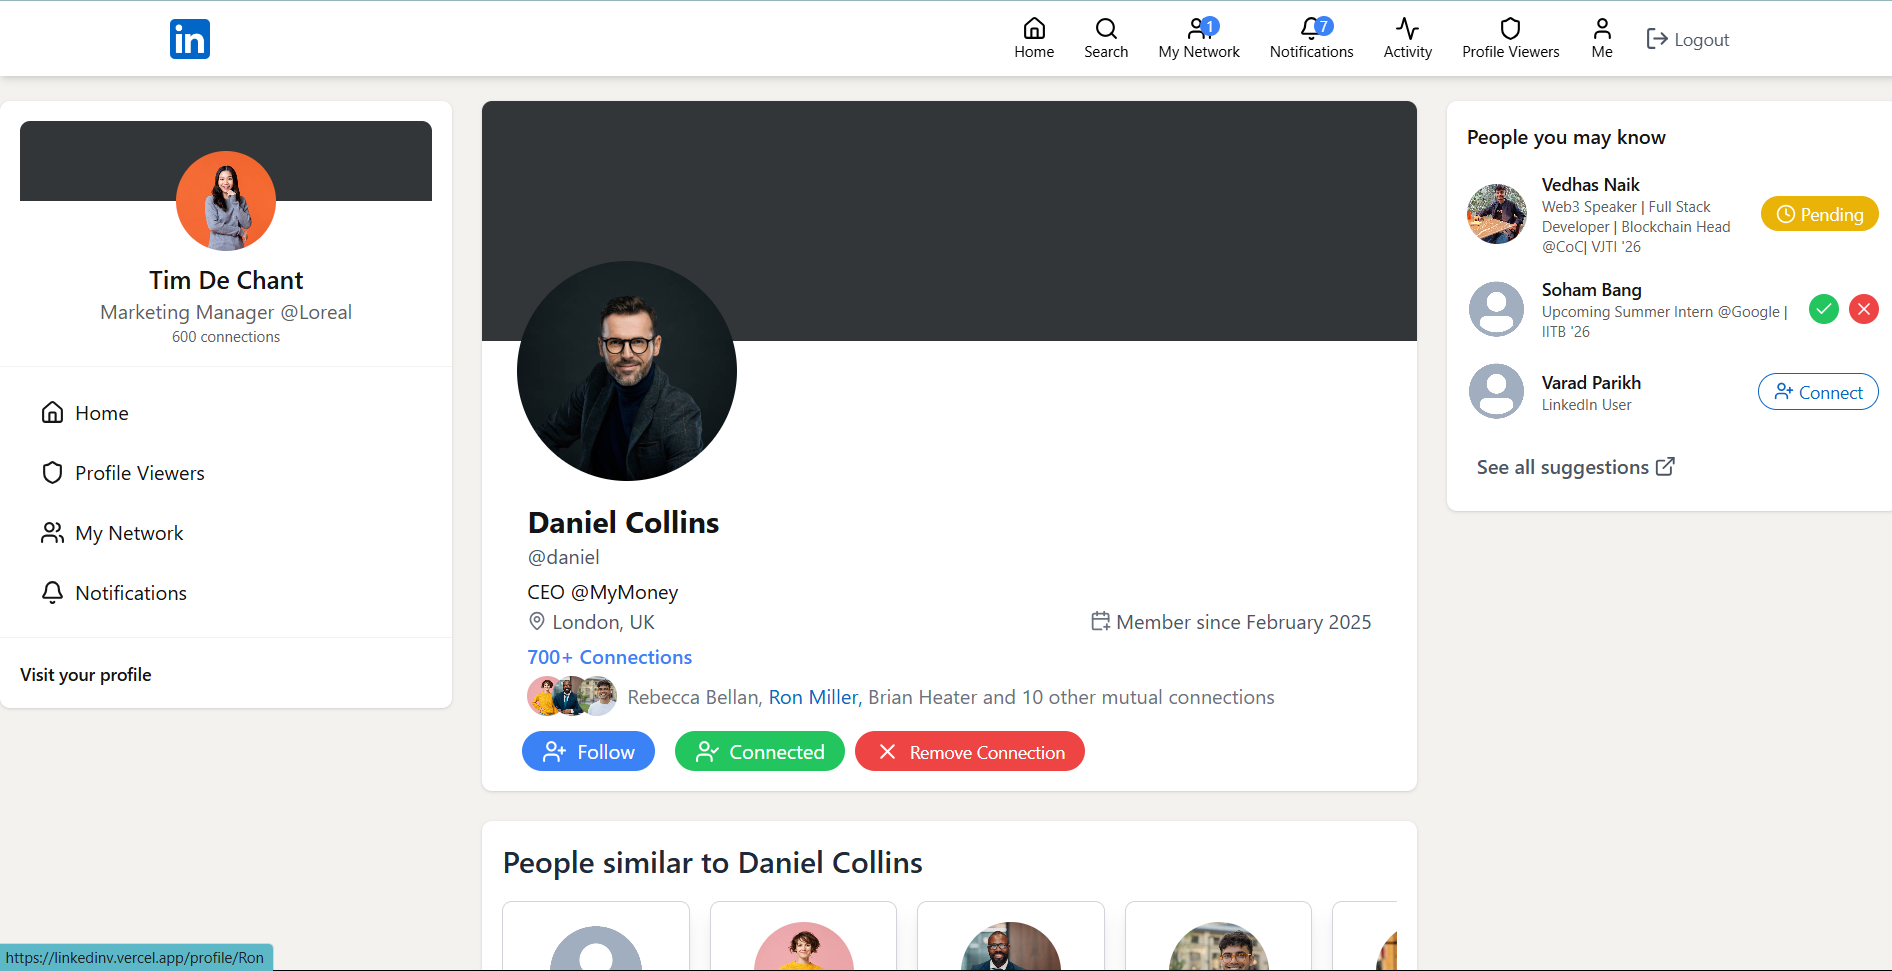 in
Home
Search
1
My Network
7
Notifications
Activity
Profile Viewers
Me
Logout
Tim De Chant
Marketing Manager @Loreal
600 connections
Home
Profile Viewers
My Network
Notifications
Visit your profile
Daniel Collins
@daniel
CEO @MyMoney
London, UK
Member since February 2025
700+ Connections
Rebecca Bellan, Ron Miller, Brian Heater and 10 other mutual connections
Follow
Connected
Remove Connection
People similar to Daniel Collins
People you may know
Vedhas Naik
Web3 Speaker | Full Stack
Developer | Blockchain Head
@CoC| VJTI '26
Pending
Soham Bang
Upcoming Summer Intern @Google |
IITB '26
Varad Parikh
LinkedIn User
Connect
See all suggestions
https://linkedinv.vercel.app/profile/Ron